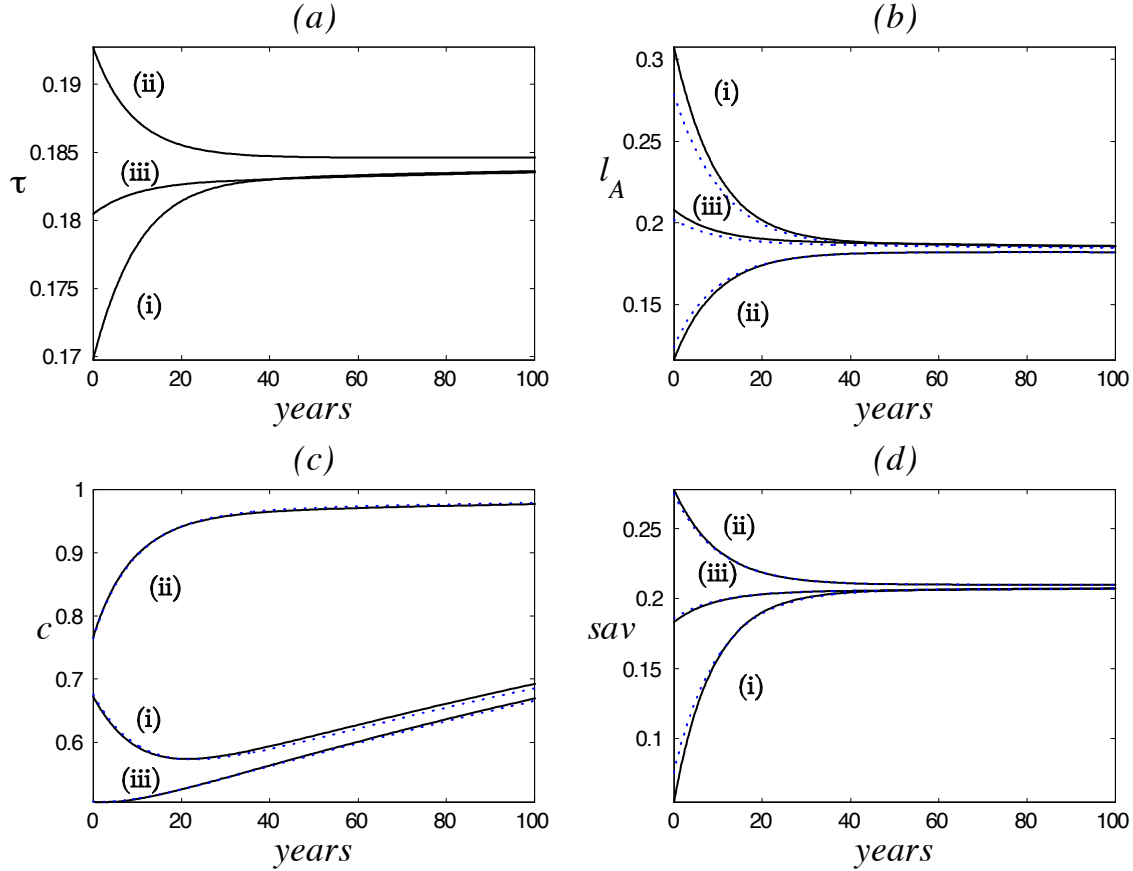 (a)
0.19
0.185
0.18
0.175
0.17
τ
(ii)
(iii)
(i)
0 20 40 60 80 100
years
(b)
0.3
0.25
0.2
0.15
l_A
(i)
(iii)
(ii)
0 20 40 60 80 100
years
(c)
1
0.9
0.8
0.7
0.6
c
(ii)
(i)
(iii)
0 20 40 60 80 100
years
(d)
0.25
0.2
0.15
0.1
sav
(ii)
(iii)
(i)
0 20 40 60 80 100
years